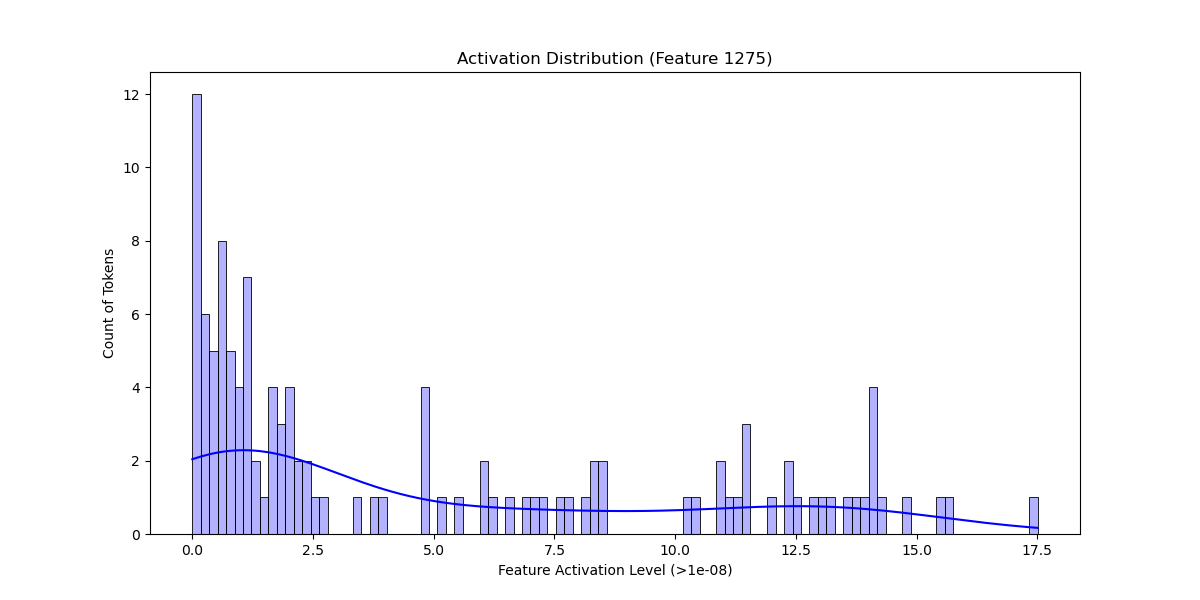 Activation Distribution (Feature 1275)
12
10
8
6
4
2
0
Count of Tokens
0.0 2.5 5.0 7.5 10.0 12.5 15.0 17.5
Feature Activation Level (>1e-08)